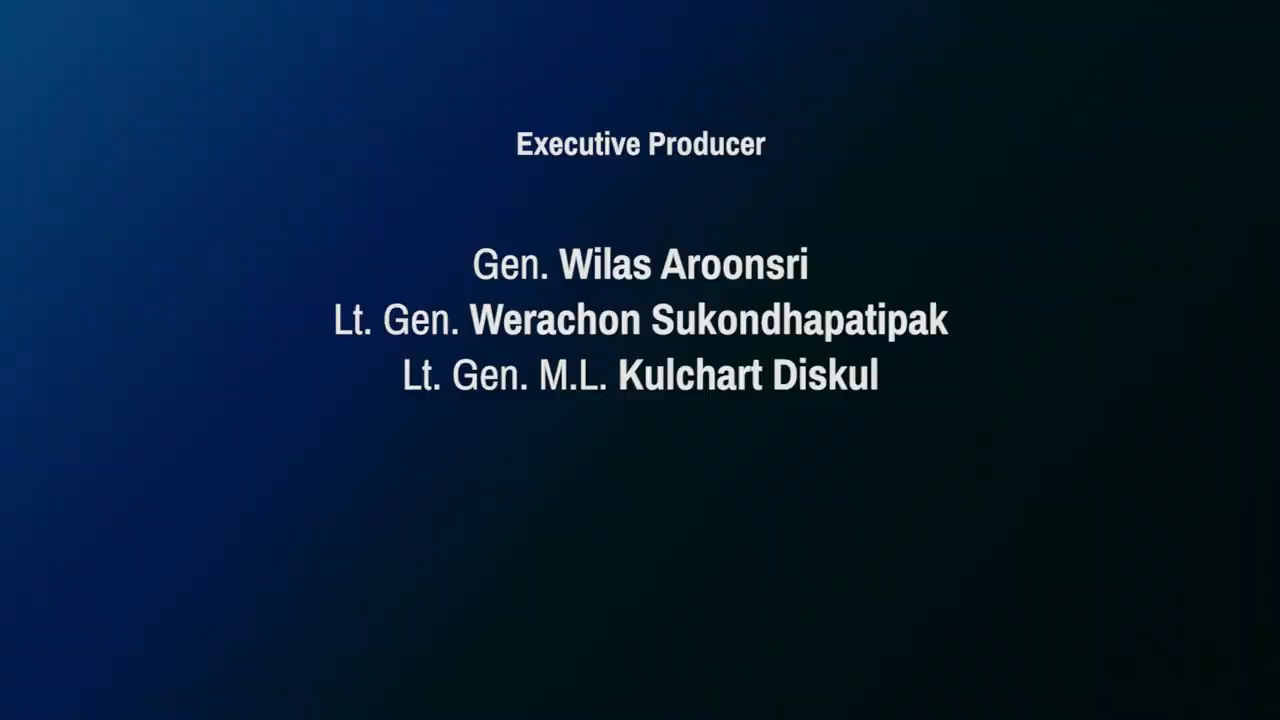 Executive Producer
Gen. Wilas Aroonsri
Lt. Gen. Werachon Sukondhapatipak
Lt. Gen. M.L. Kulchart Diskul